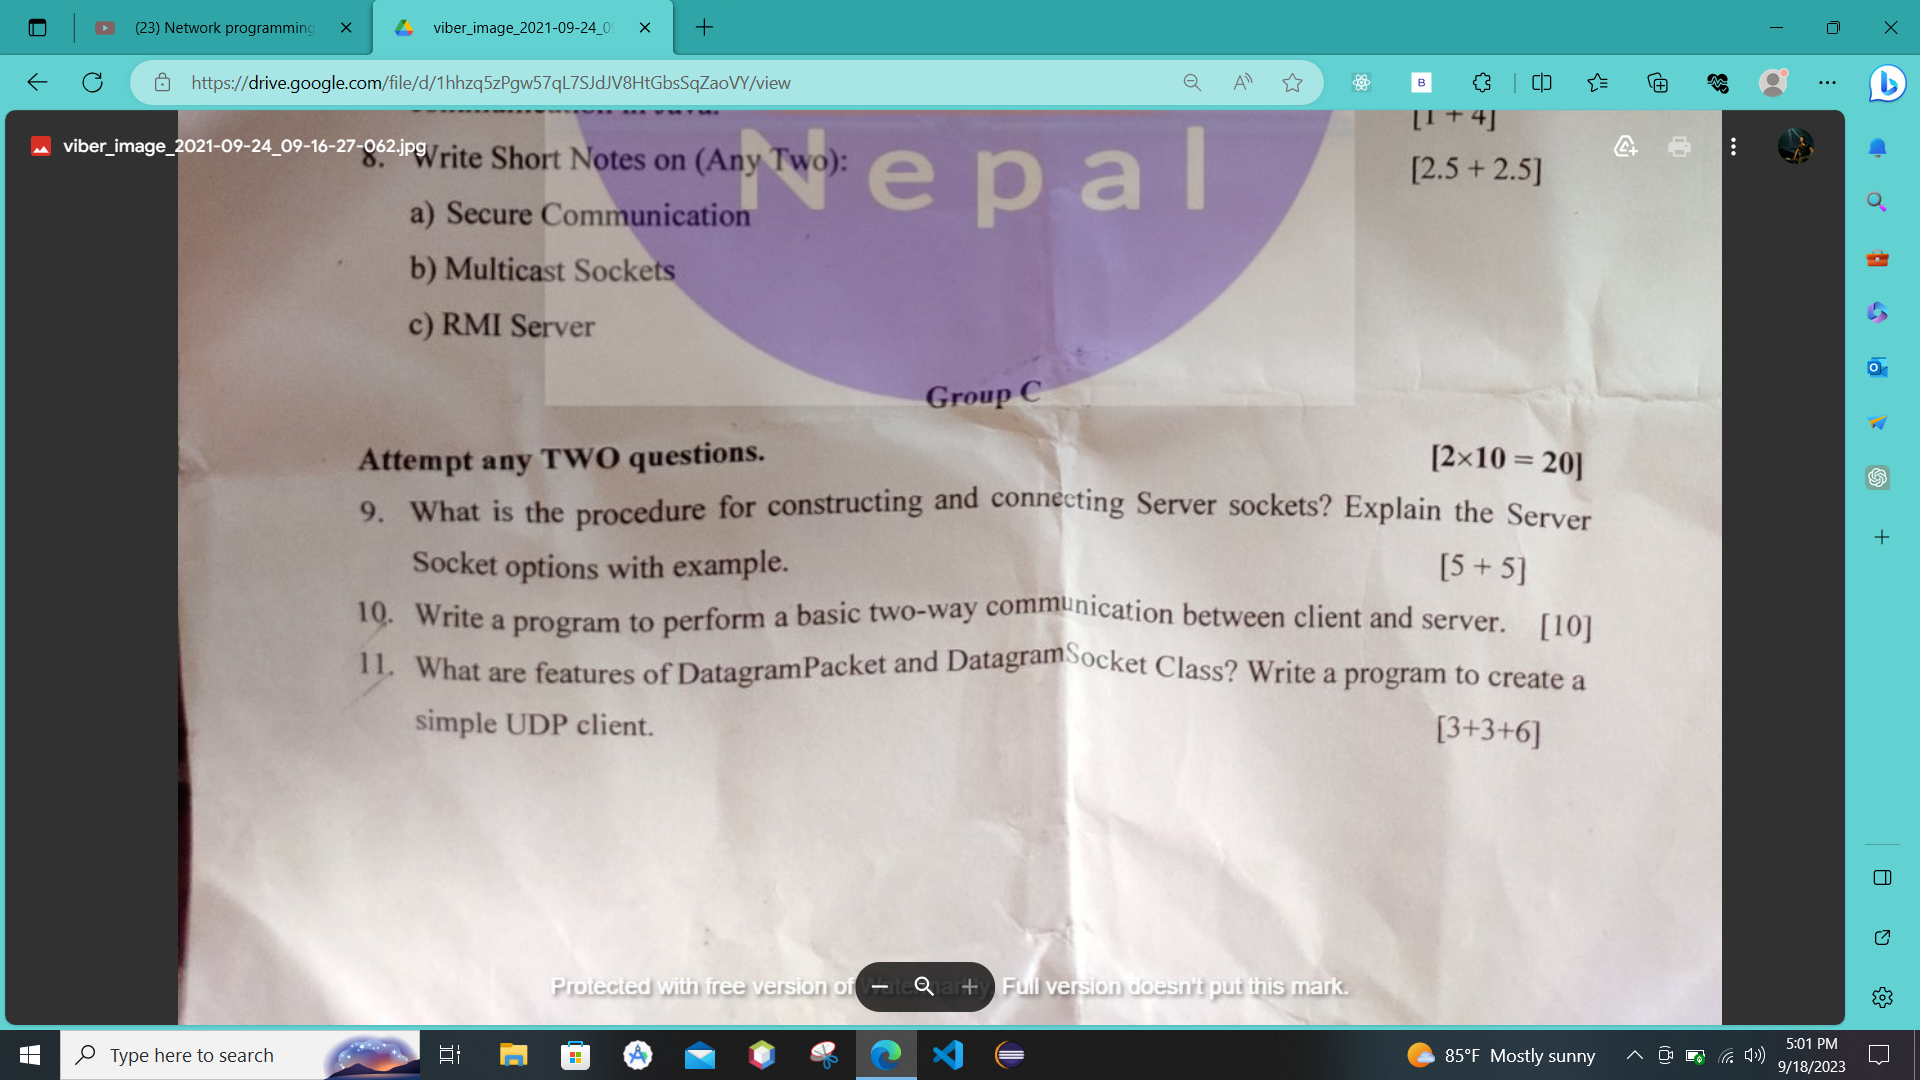 (23) Network programming
viber_image_2021-09-24_0
https://drive.google.com/file/d/1hhzq5zPgw57qL7SJdJV8HtGbsSqZaoVY/view
B
viber_image_2021-09-24_09-16-27-062.jpg
[1 + 4]
8. Write Short Notes on (Any Two): [2.5 + 2.5]
Nepal
a) Secure Communication
b) Multicast Sockets
c) RMI Server
Group C
Attempt any TWO questions. [2×10 = 20]
9. What is the procedure for constructing and connecting Server sockets? Explain the Server
Socket options with example. [5 + 5]
10. Write a program to perform a basic two-way communication between client and server. [10]
11. What are features of DatagramPacket and DatagramSocket Class? Write a program to create a
simple UDP client. [3+3+6]
Protected with free version of Full version doesn't put this mark.
Type here to search
85°F Mostly sunny
5:01 PM
9/18/2023